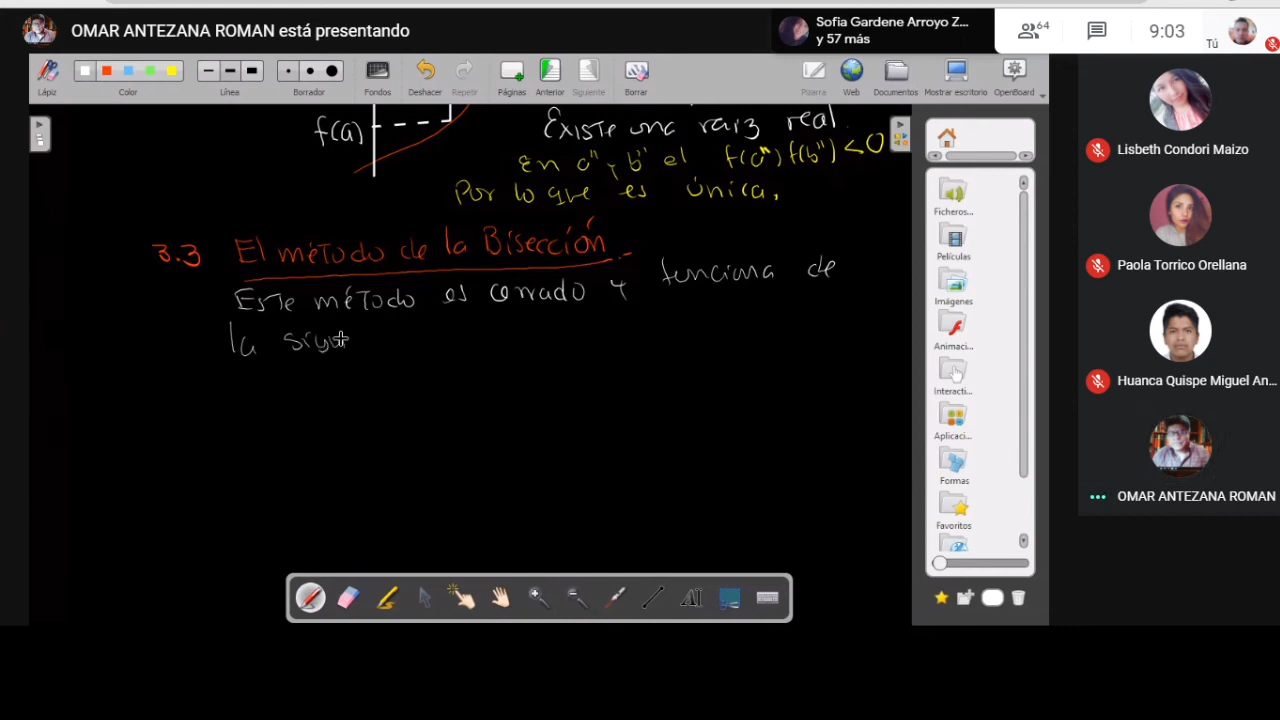 OMAR ANTEZANA ROMAN está presentando
Sofia Gardene Arroyo Z...
y 57 más
64
9:03
Tú
Lápiz
Color
Línea
Borrador
Fondos
Deshacer
Repetir
Páginas
Anterior
Siguiente
Borrar
Pizarra
Web
Documentos
Mostrar escritorio
OpenBoard
f(a)
Existe una raiz real.
En a" y b" el f(a") f(b") < 0
Por lo que es única.
3.3 El método de la Bisección.-
Este método es cerrado y funciona de
la sigu
Ficheros...
Películas
Imágenes
Animaci...
Interacti...
Aplicaci...
Formas
Favoritos
Lisbeth Condori Maizo
Paola Torrico Orellana
Huanca Quispe Miguel An...
OMAR ANTEZANA ROMAN